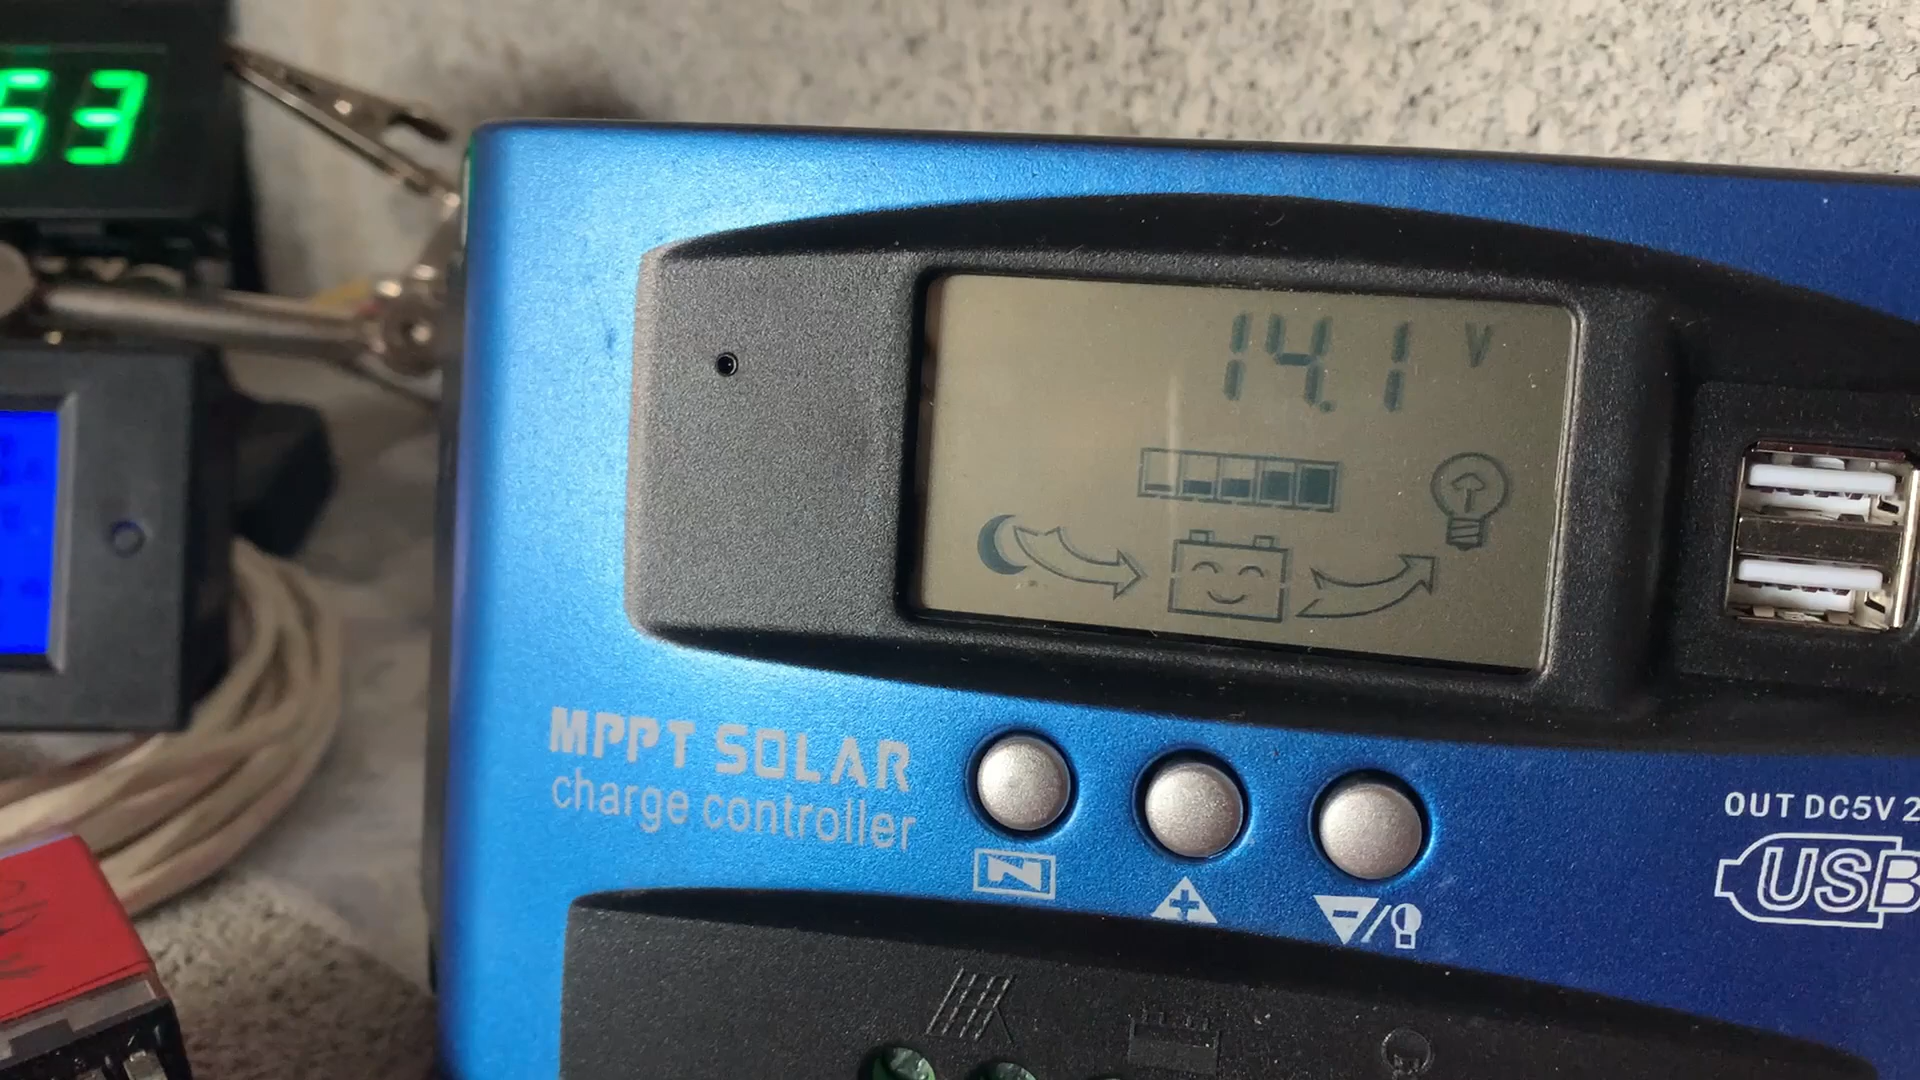 53
14.1 V
MPPT SOLAR
charge controller
OUT DC5V 2
USB